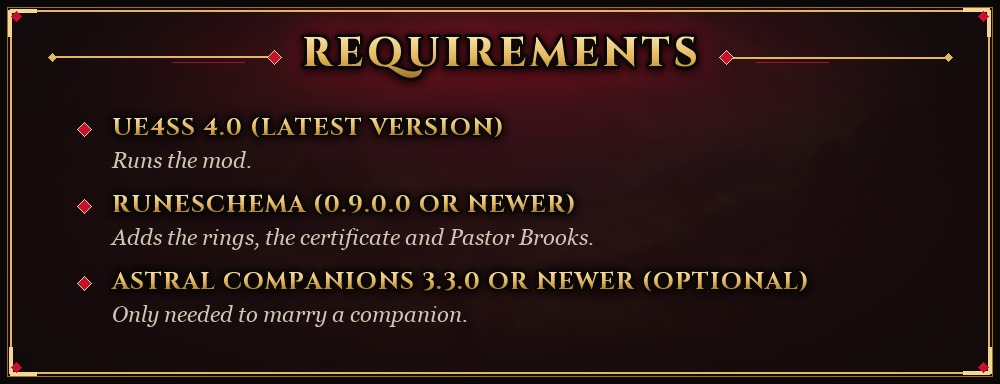 REQUIREMENTS
UE4SS 4.0 (LATEST VERSION)
Runs the mod.
RUNESCHEMA (0.9.0.0 OR NEWER)
Adds the rings, the certificate and Pastor Brooks.
ASTRAL COMPANIONS 3.3.0 OR NEWER (OPTIONAL)
Only needed to marry a companion.